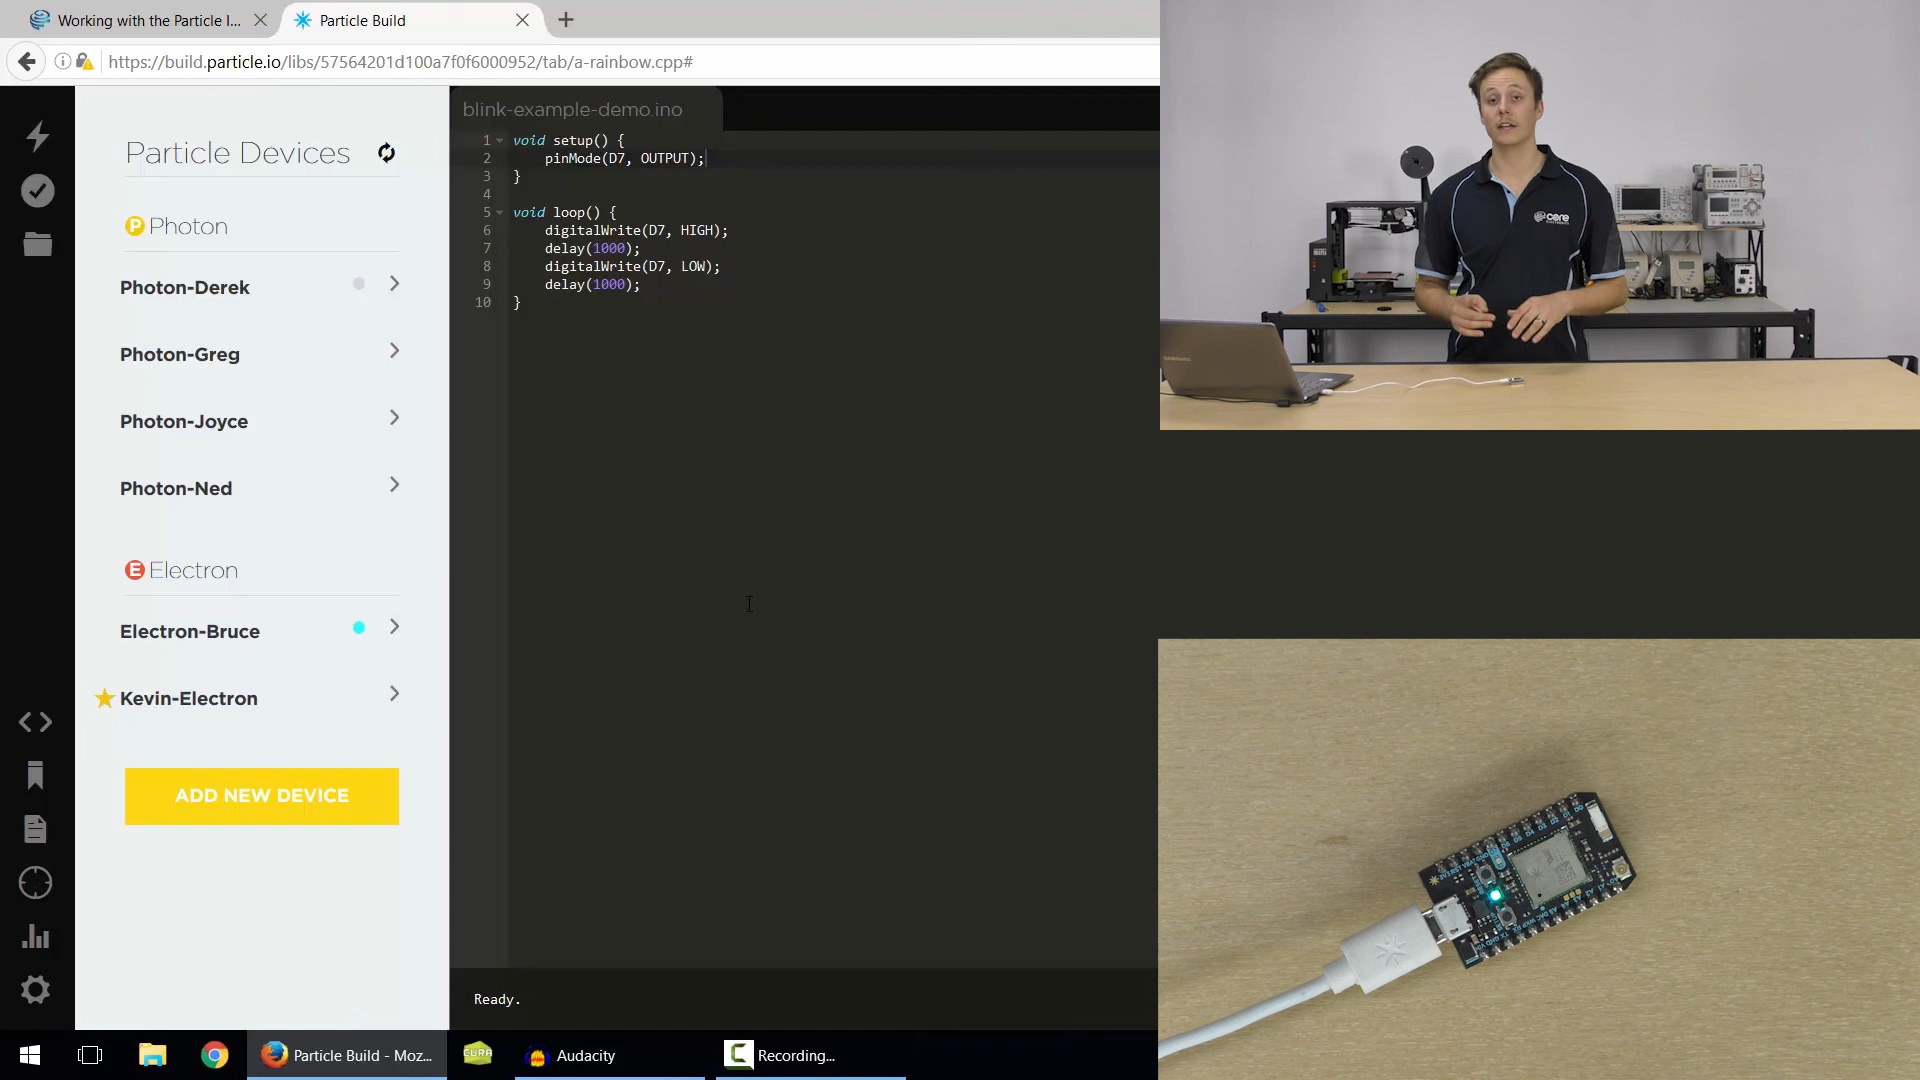 Working with the Particle I...
Particle Build
https://build.particle.io/libs/57564201d100a7f0f6000952/tab/a-rainbow.cpp#
Particle Devices
Photon
Photon-Derek
Photon-Greg
Photon-Joyce
Photon-Ned
Electron
Electron-Bruce
Kevin-Electron
ADD NEW DEVICE
blink-example-demo.ino
1 void setup() {
2 pinMode(D7, OUTPUT);
3 }
4
5 void loop() {
6 digitalWrite(D7, HIGH);
7 delay(1000);
8 digitalWrite(D7, LOW);
9 delay(1000);
10 }
Ready.
core
SAMSUNG
Particle Build - Moz...
CURA
Audacity
Recording...